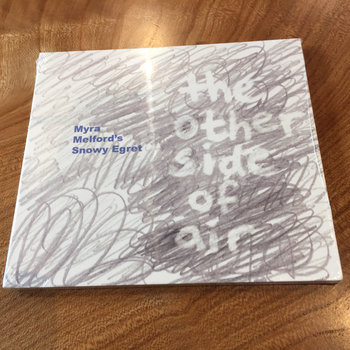 Myra
Melford's
Snowy Egret
the
other
side
of
air